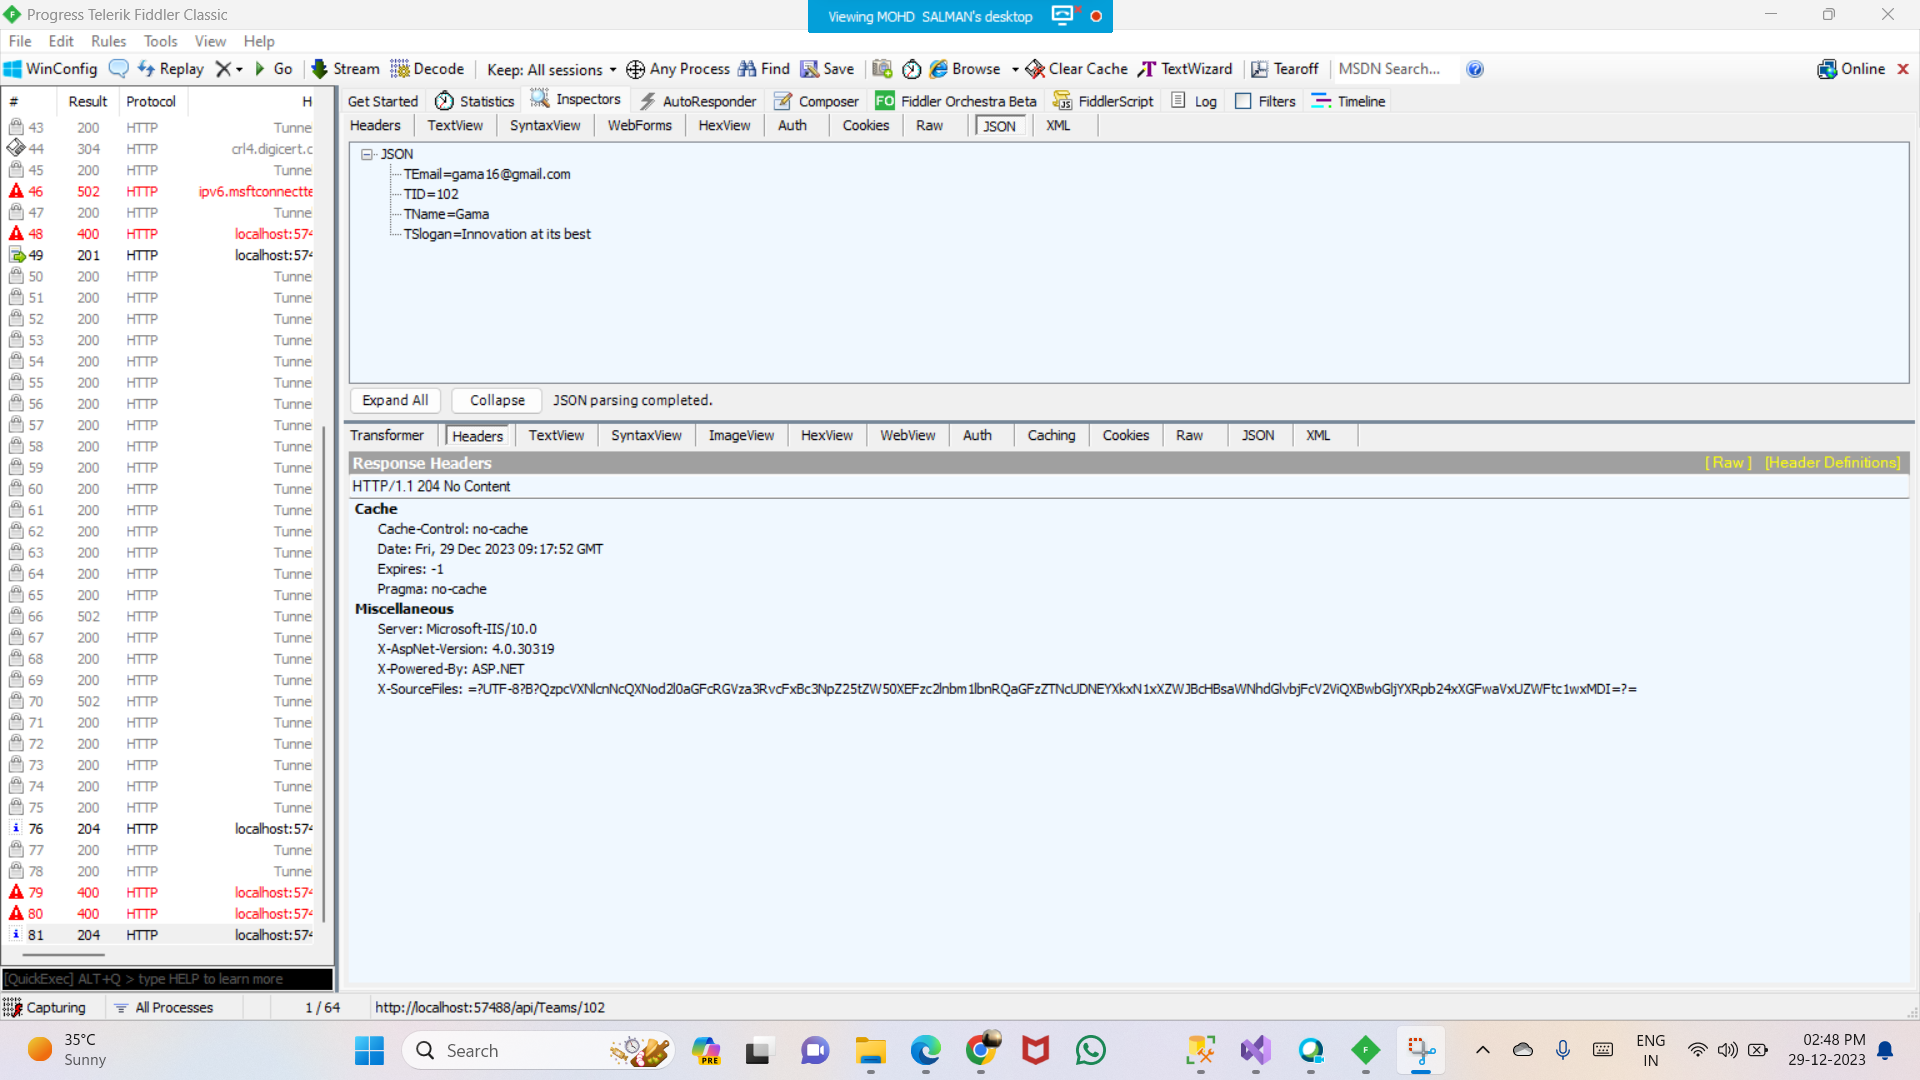 Progress Telerik Fiddler Classic
Viewing MOHD SALMAN's desktop
File Edit Rules Tools View Help
WinConfig Replay Go Stream Decode Keep: All sessions Any Process Find Save Browse Clear Cache TextWizard Tearoff MSDN Search... Online
# Result Protocol H
43 200 HTTP Tunne
44 304 HTTP crl4.digicert.c
45 200 HTTP Tunne
46 502 HTTP ipv6.msftconnectte
47 200 HTTP Tunne
48 400 HTTP localhost:574
49 201 HTTP localhost:574
50 200 HTTP Tunne
51 200 HTTP Tunne
52 200 HTTP Tunne
53 200 HTTP Tunne
54 200 HTTP Tunne
55 200 HTTP Tunne
56 200 HTTP Tunne
57 200 HTTP Tunne
58 200 HTTP Tunne
59 200 HTTP Tunne
60 200 HTTP Tunne
61 200 HTTP Tunne
62 200 HTTP Tunne
63 200 HTTP Tunne
64 200 HTTP Tunne
65 200 HTTP Tunne
66 502 HTTP Tunne
67 200 HTTP Tunne
68 200 HTTP Tunne
69 200 HTTP Tunne
70 502 HTTP Tunne
71 200 HTTP Tunne
72 200 HTTP Tunne
73 200 HTTP Tunne
74 200 HTTP Tunne
75 200 HTTP Tunne
76 204 HTTP localhost:574
77 200 HTTP Tunne
78 200 HTTP Tunne
79 400 HTTP localhost:574
80 400 HTTP localhost:574
81 204 HTTP localhost:574
[QuickExec] ALT+Q > type HELP to learn more
Get Started Statistics Inspectors AutoResponder Composer FO Fiddler Orchestra Beta FiddlerScript Log Filters Timeline
Headers TextView SyntaxView WebForms HexView Auth Cookies Raw JSON XML
JSON
TEmail=gama16@gmail.com
TID=102
TName=Gama
TSlogan=Innovation at its best
Expand All Collapse JSON parsing completed.
Transformer Headers TextView SyntaxView ImageView HexView WebView Auth Caching Cookies Raw JSON XML
Response Headers [ Raw ] [Header Definitions]
HTTP/1.1 204 No Content
Cache
Cache-Control: no-cache
Date: Fri, 29 Dec 2023 09:17:52 GMT
Expires: -1
Pragma: no-cache
Miscellaneous
Server: Microsoft-IIS/10.0
X-AspNet-Version: 4.0.30319
X-Powered-By: ASP.NET
X-SourceFiles:
Capturing All Processes 1 / 64 http://localhost:57488/api/Teams/102
35°C
Sunny
Search
PRE
ENG
IN
02:48 PM
29-12-2023